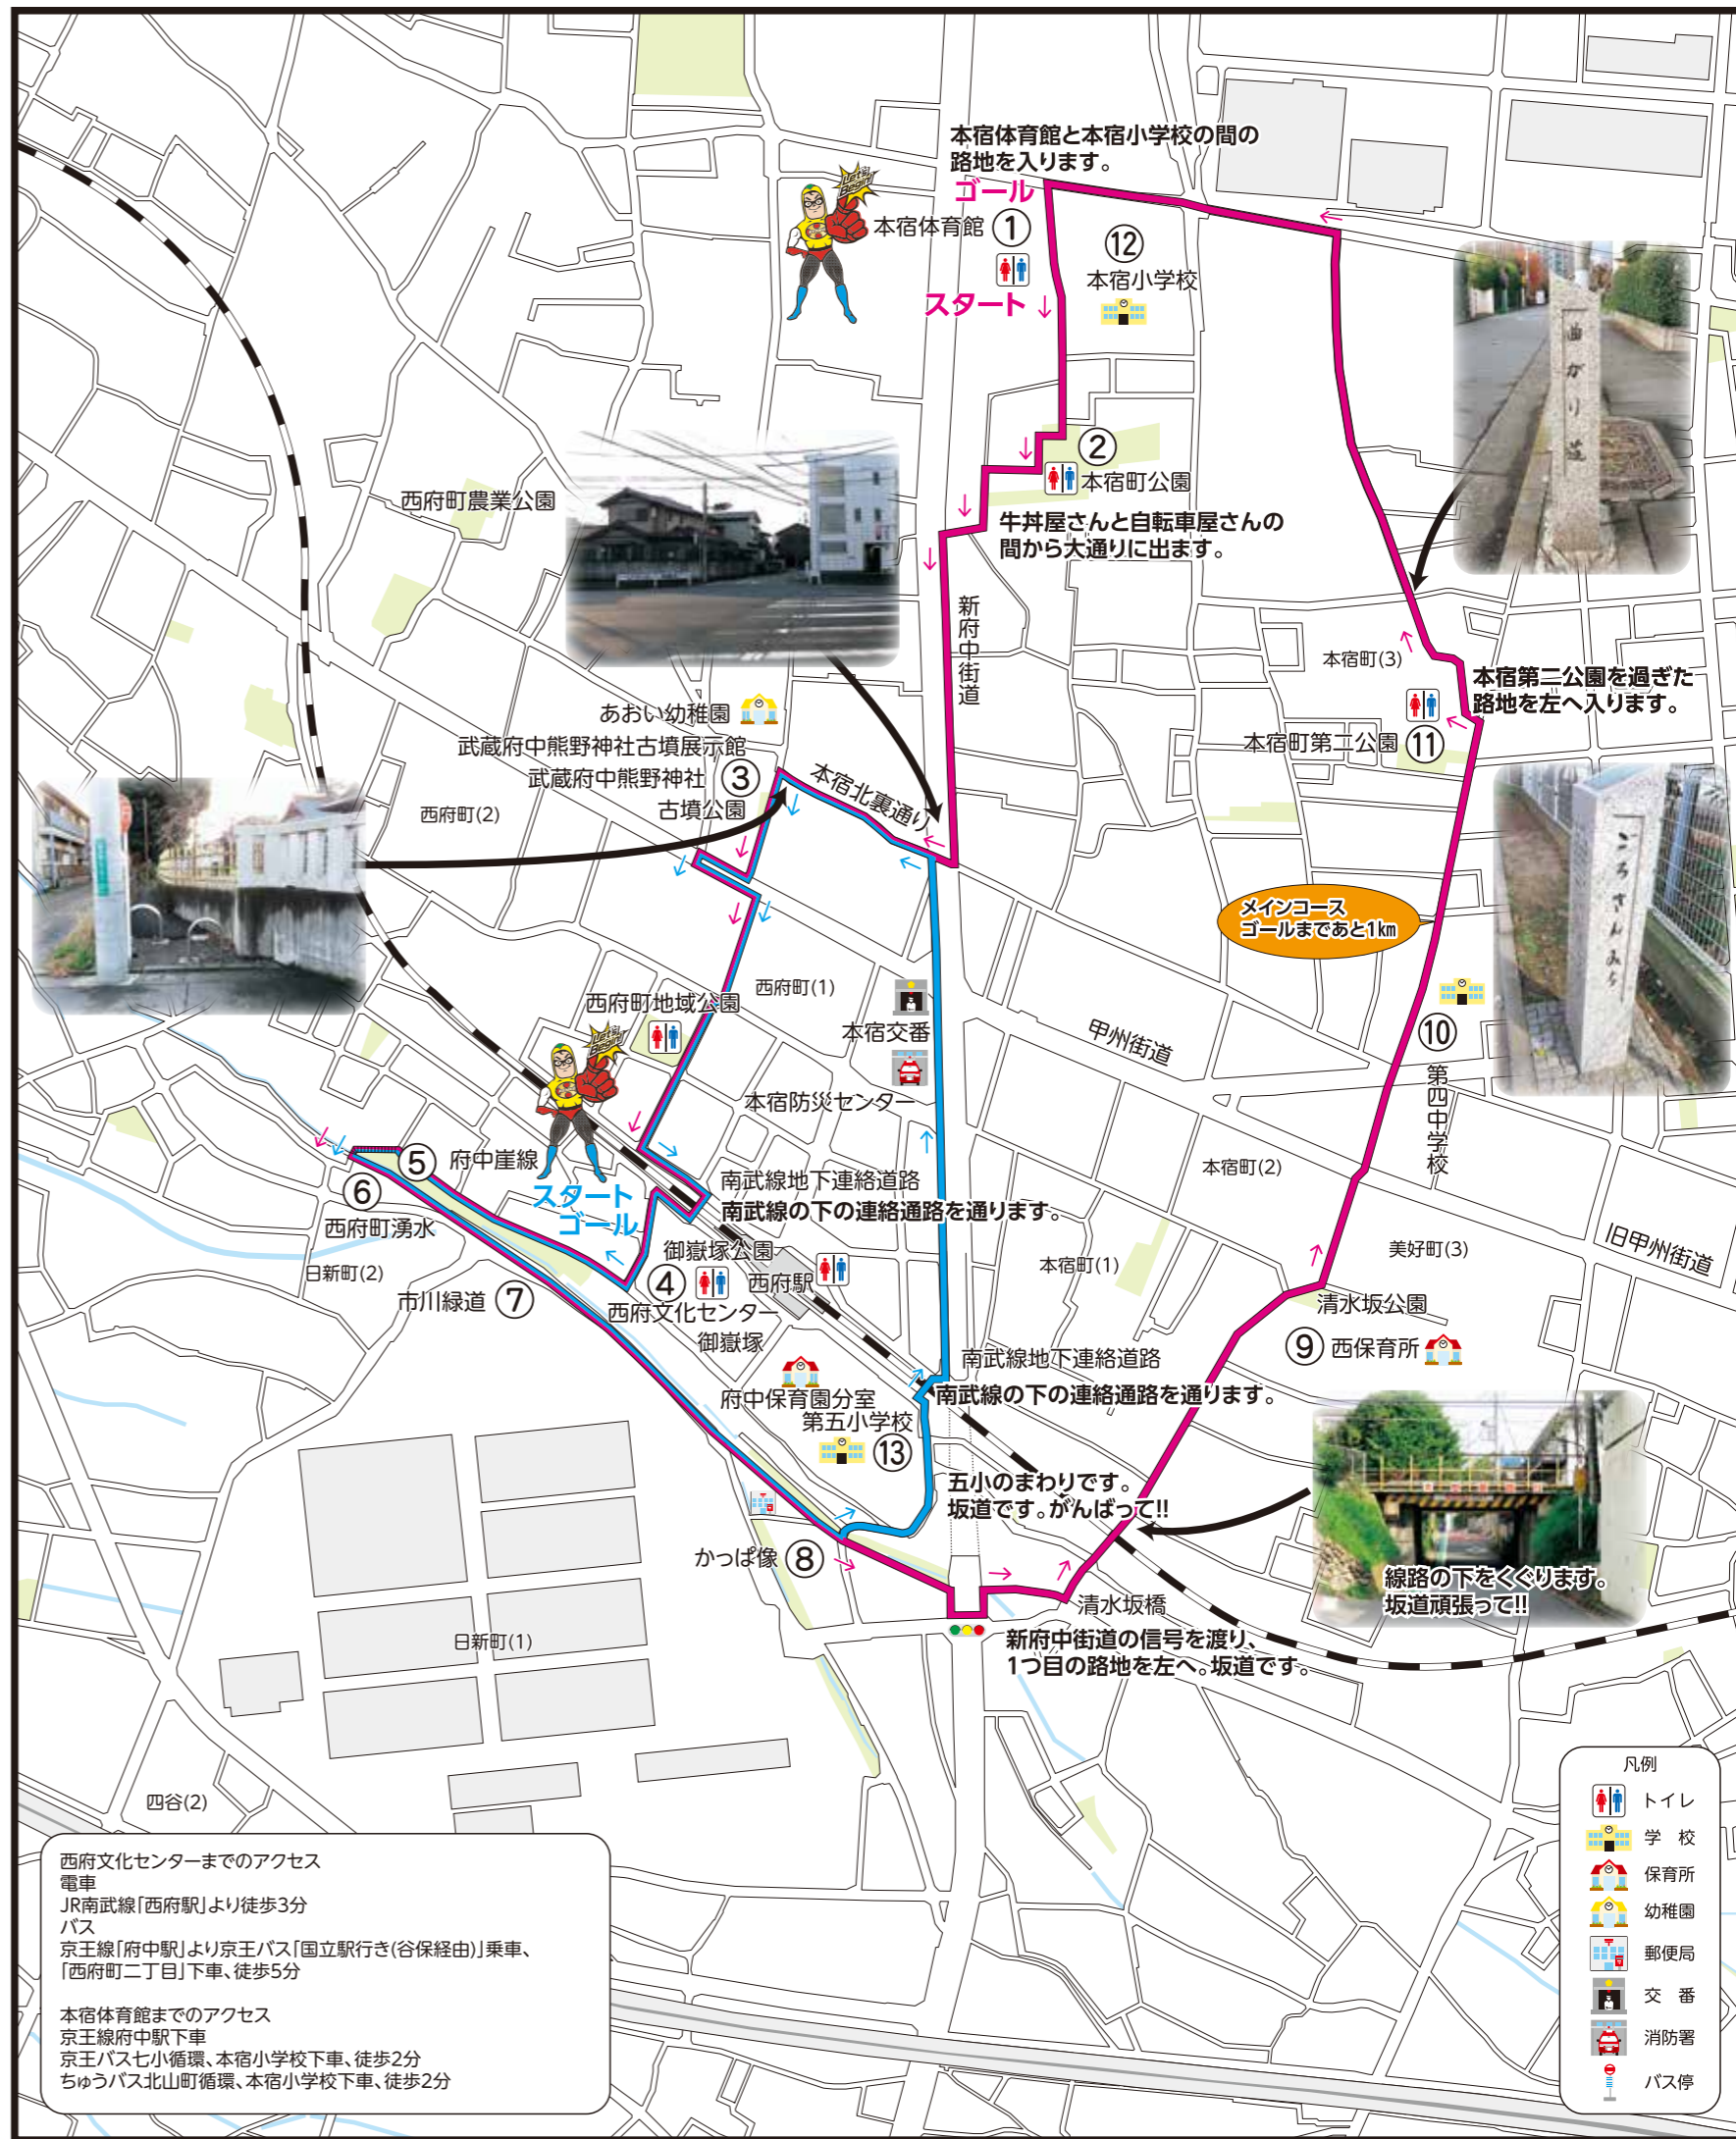 本宿体育館と本宿小学校の間の
路地を入ります。
ゴール
本宿体育館 ①
スタート
Let's Begin!
⑫
本宿小学校
曲がり道
②
本宿町公園
牛丼屋さんと自転車屋さんの
間から大通りに出ます。
西府町農業公園
新府中街道
本宿町(3)
本宿第二公園を過ぎた
路地を左へ入ります。
本宿町第二公園 ⑪
あおい幼稚園
武蔵府中熊野神社古墳展示館
武蔵府中熊野神社 ③
古墳公園
本宿北裏通り
西府町(2)
メインコース
ゴールまであと1km
ごろさんみち
西府町(1)
西府町地域公園
Let's Begin!
本宿交番
甲州街道
⑩
第四中学校
本宿防災センター
⑤ 府中崖線
⑥
西府町湧水
スタート
ゴール
南武線地下連絡道路
南武線の下の連絡通路を通ります。
本宿町(2)
旧甲州街道
美好町(3)
本宿町(1)
日新町(2)
市川緑道 ⑦
御嶽塚公園
④
西府駅
西府文化センター
御嶽塚
清水坂公園
⑨ 西保育所
南武線地下連絡道路
南武線の下の連絡通路を通ります。
府中保育園分室
第五小学校
⑬
五小のまわりです。
坂道です。がんばって!!
かっぱ像 ⑧
線路の下をくぐります。
坂道頑張って!!
清水坂橋
新府中街道の信号を渡り、
1つ目の路地を左へ。坂道です。
日新町(1)
四谷(2)
西府文化センターまでのアクセス
電車
JR南武線「西府駅」より徒歩3分
バス
京王線「府中駅」より京王バス「国立駅行き(谷保経由)」乗車、
「西府町二丁目」下車、徒歩5分
本宿体育館までのアクセス
京王線府中駅下車
京王バス七小循環、本宿小学校下車、徒歩2分
ちゅうバス北山町循環、本宿小学校下車、徒歩2分
凡例
トイレ
学 校
保育所
幼稚園
郵便局
交 番
消防署
バス停